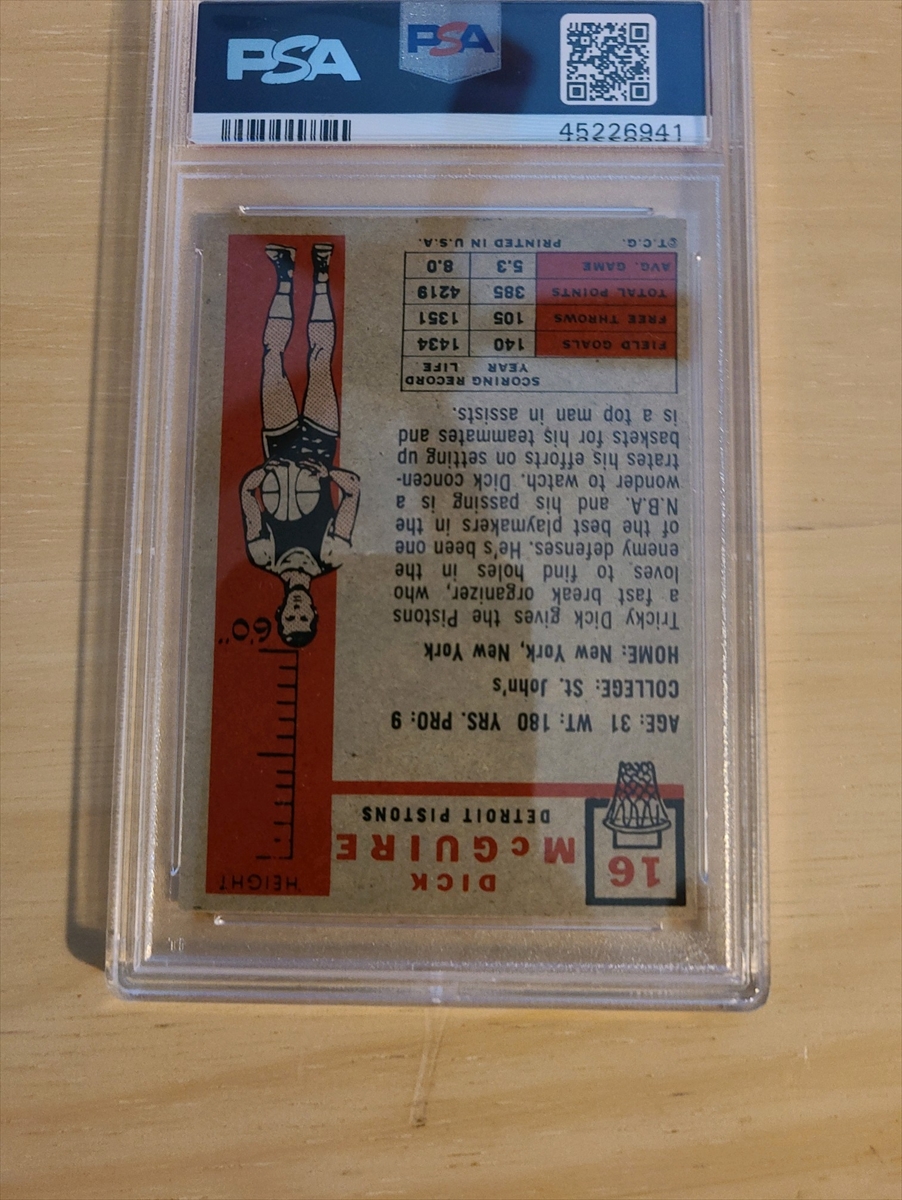 PSA
PSA
45226941
16
DICK
McGUIRE
DETROIT PISTONS
HEIGHT
6'0"
AGE: 31 WT: 180 YRS. PRO: 9
COLLEGE: St. John's
HOME: New York, New York
Tricky Dick gives the Pistons
a fast break organizer, who
loves to find holes in the
enemy defenses. He's been one
of the best playmakers in the
N.B.A. and his passing is a
wonder to watch. Dick concen-
trates his efforts on setting up
baskets for his teammates and
is a top man in assists.
SCORING RECORD YEAR LIFE
FIELD GOALS 140 1434
FREE THROWS 105 1351
TOTAL POINTS 385 4219
AVG. GAME 5.3 8.0
©T.C.G. PRINTED IN U.S.A.